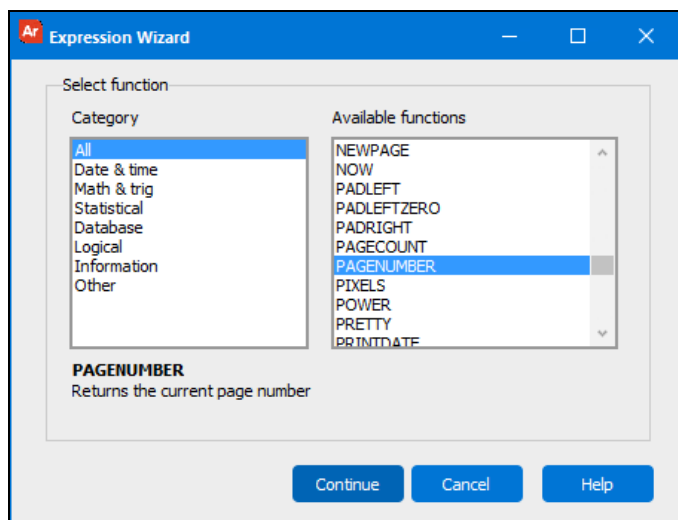 Ar Expression Wizard
Select function
Category
All
Date & time
Math & trig
Statistical
Database
Logical
Information
Other
Available functions
NEWPAGE
NOW
PADLEFT
PADLEFTZERO
PADRIGHT
PAGECOUNT
PAGENUMBER
PIXELS
POWER
PRETTY
PRINTDATE
PAGENUMBER
Returns the current page number
Continue Cancel Help